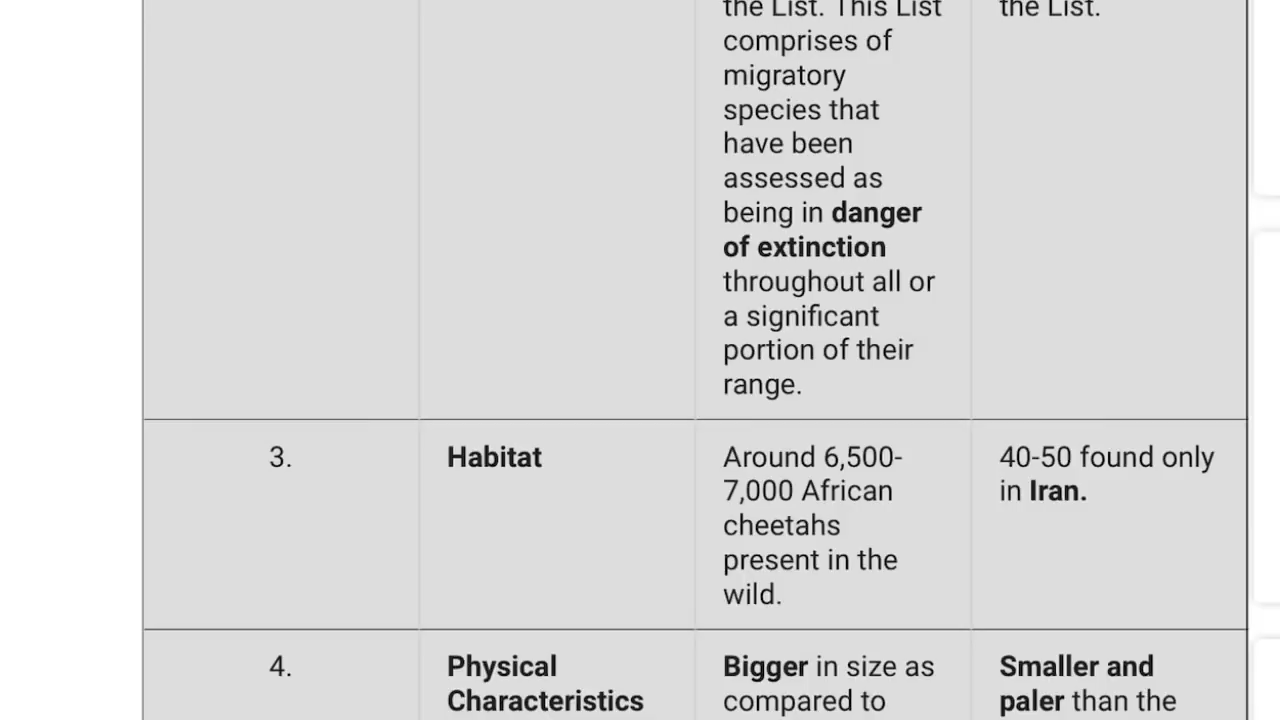 the List. This List
comprises of
migratory
species that
have been
assessed as
being in danger
of extinction
throughout all or
a significant
portion of their
range.
the List.
3.
Habitat
Around 6,500-
7,000 African
cheetahs
present in the
wild.
40-50 found only
in Iran.
4.
Physical
Characteristics
Bigger in size as
compared to
Smaller and
paler than the